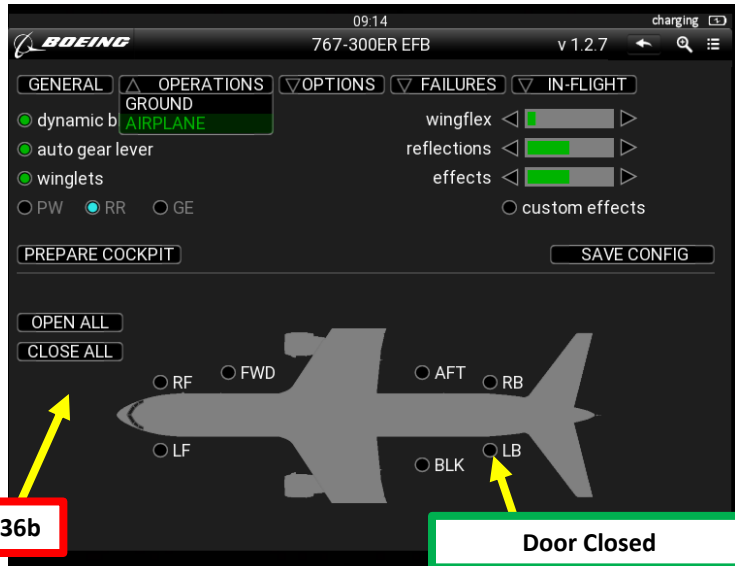 09:14
charging
BOEING
767-300ER EFB
v 1.2.7
GENERAL
OPERATIONS
OPTIONS
FAILURES
IN-FLIGHT
GROUND
AIRPLANE
dynamic b
wingflex
auto gear lever
reflections
winglets
effects
PW
RR
GE
custom effects
PREPARE COCKPIT
SAVE CONFIG
OPEN ALL
CLOSE ALL
RF
FWD
AFT
RB
LF
BLK
LB
36b
Door Closed